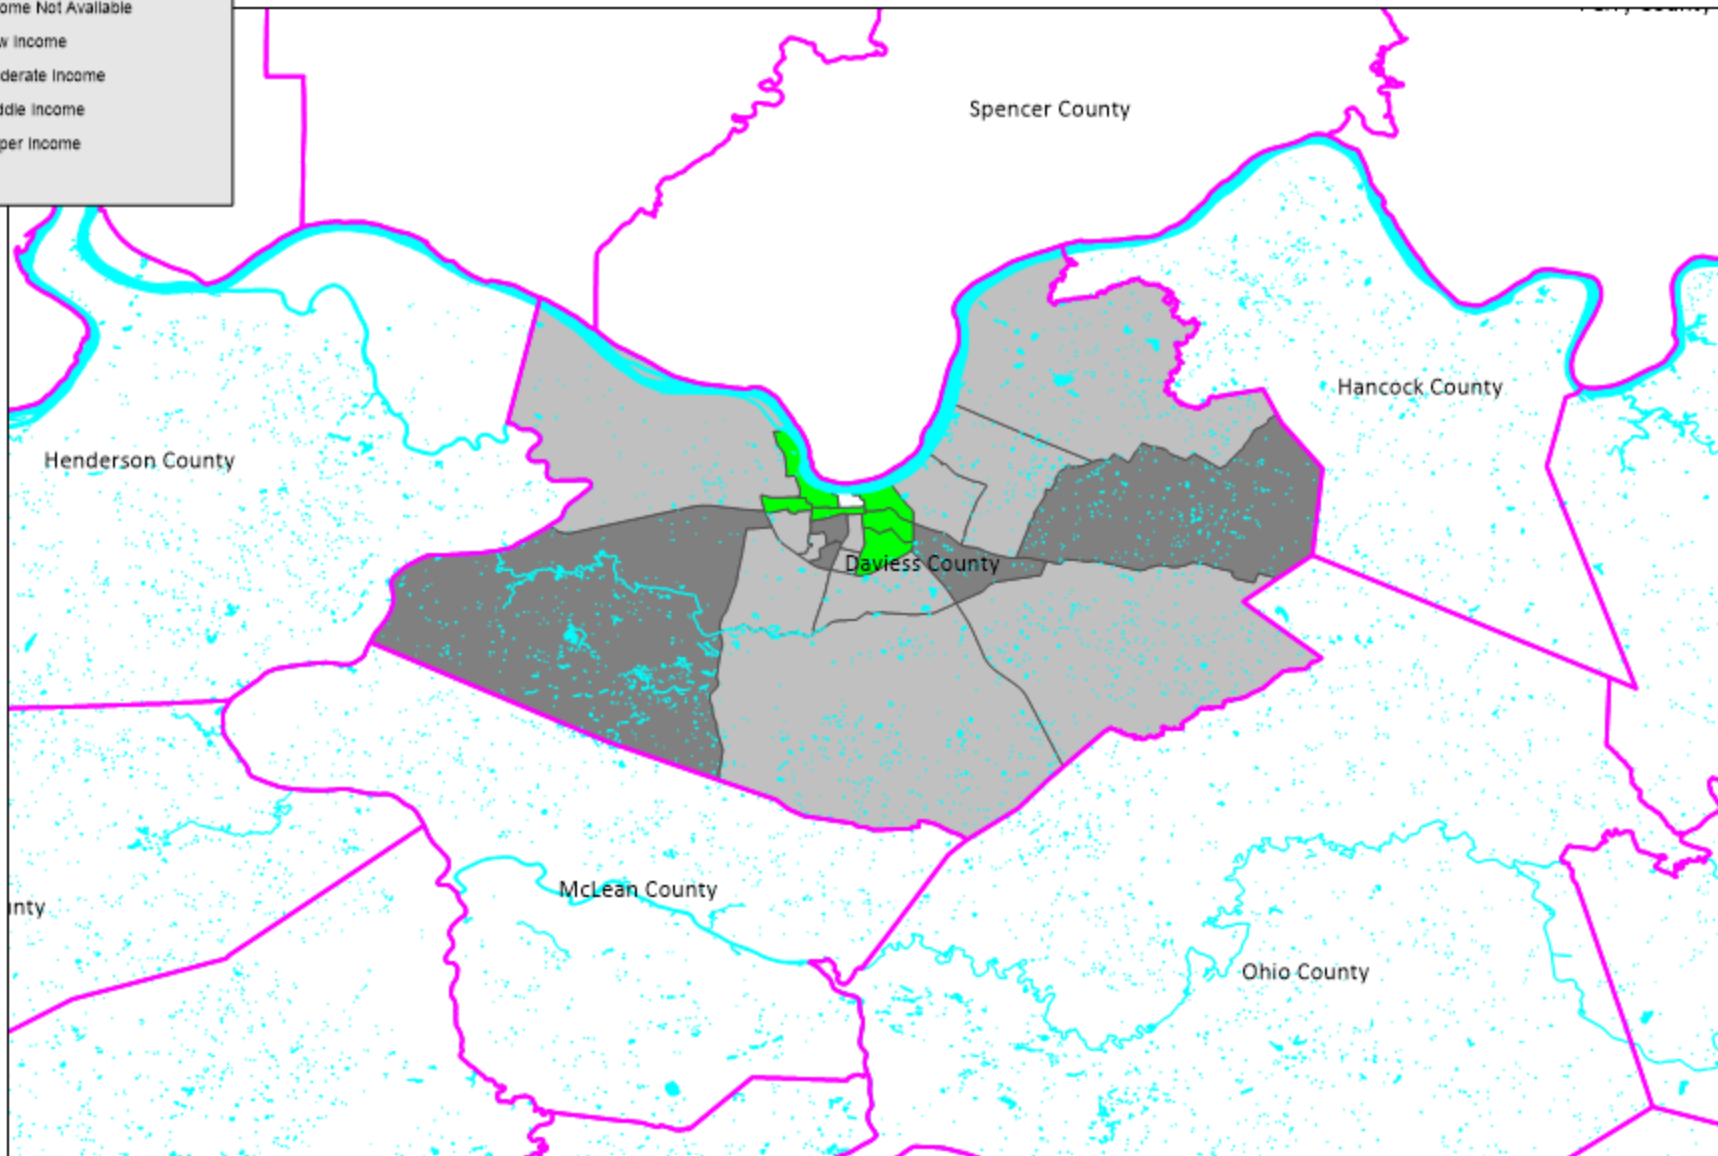 ome Not Available
w Income
derate Income
ddle Income
per Income
Spencer County
Hancock County
Henderson County
Daviess County
McLean County
nty
Ohio County